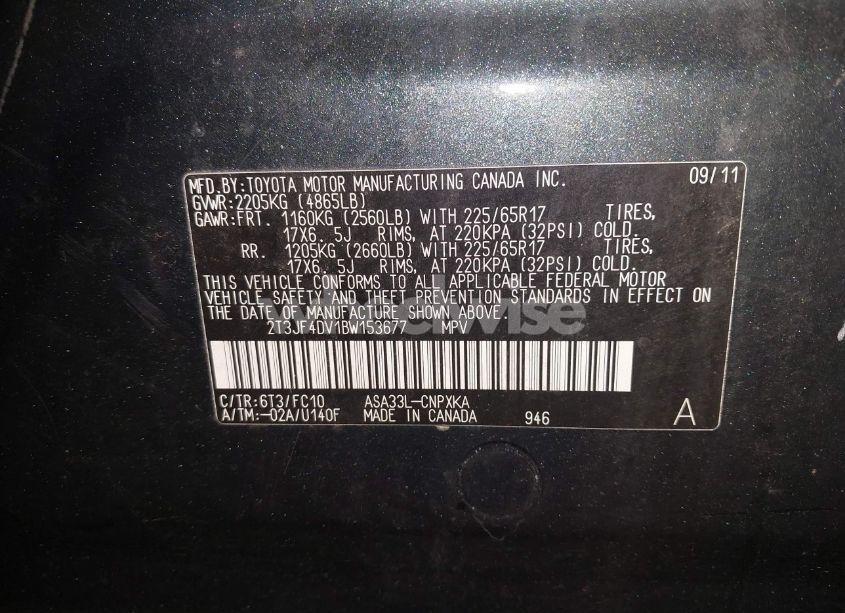 MFD.BY:TOYOTA MOTOR MANUFACTURING CANADA INC. 09/11
GVWR:2205KG (4865LB)
GAWR:FRT. 1160KG (2560LB) WITH 225/65R17 TIRES,
17X6.5J RIMS, AT 220KPA (32PSI) COLD.
RR. 1205KG (2660LB) WITH 225/65R17 TIRES,
17X6.5J RIMS, AT 220KPA (32PSI) COLD.
THIS VEHICLE CONFORMS TO ALL APPLICABLE FEDERAL MOTOR
VEHICLE SAFETY AND THEFT PREVENTION STANDARDS IN EFFECT ON
THE DATE OF MANUFACTURE SHOWN ABOVE.
2T3JF4DV1BW153677 MPV
C/TR:6T3/FC10 ASA33L-CNPXKA
A/TM:-02A/U140F MADE IN CANADA 946 A